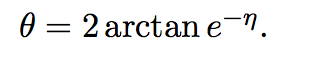 θ = 2 arctan e^{−η}.